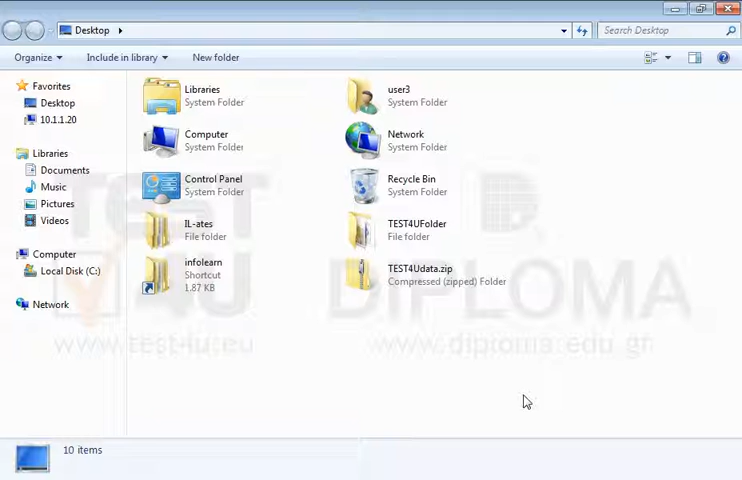 Desktop
Search Desktop
Organize
Include in library
New folder
Favorites
Desktop
10.1.1.20
Libraries
Documents
Music
Pictures
Videos
Computer
Local Disk (C:)
Network
Libraries
System Folder
user3
System Folder
Computer
System Folder
Network
System Folder
Control Panel
System Folder
Recycle Bin
System Folder
IL-ates
File folder
TEST4UFolder
File folder
infolearn
Shortcut
1.87 KB
TEST4Udata.zip
Compressed (zipped) Folder
TEST
4U
DIPLOMA
www.test4u.eu
www.diploma.edu.gr
10 items